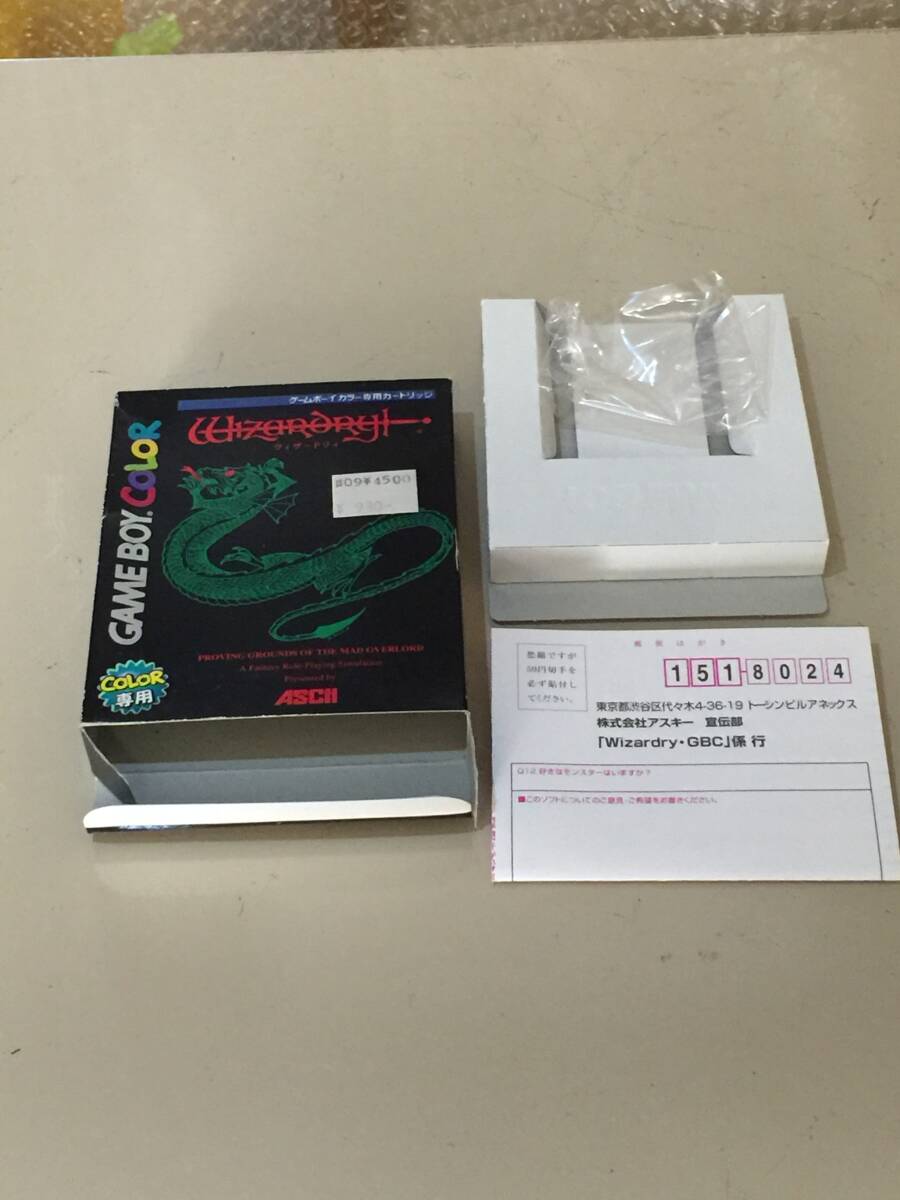 ゲームボーイカラー専用カートリッジ
Wizardry I
ウィザードリィ
09¥4500
GAME BOY COLOR
COLOR
専用
PROVING GROUNDS OF THE MAD OVERLORD
A Fantasy Role-Playing Simulation
Presented by
ASCII
郵便はがき
恐縮ですが
50円切手を
必ず貼付し
てください。
151-8024
東京都渋谷区代々木4-36-19 トーシンビルアネックス
株式会社アスキー 宣伝部
「Wizardry・GBC」係 行
好きなモンスターはいますか？
■このソフトについてのご意見・ご希望をお書きください。